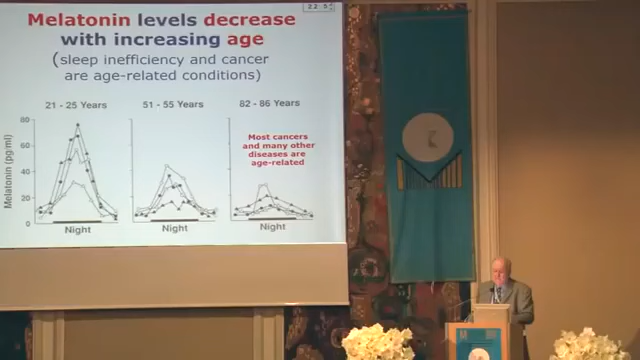 Melatonin levels decrease
with increasing age
(sleep inefficiency and cancer
are age-related conditions)
21 - 25 Years
51 - 55 Years
82 - 86 Years
Melatonin (pg/ml)
80
60
40
20
0
Most cancers
and many other
diseases are
age-related
Night
Night
Night